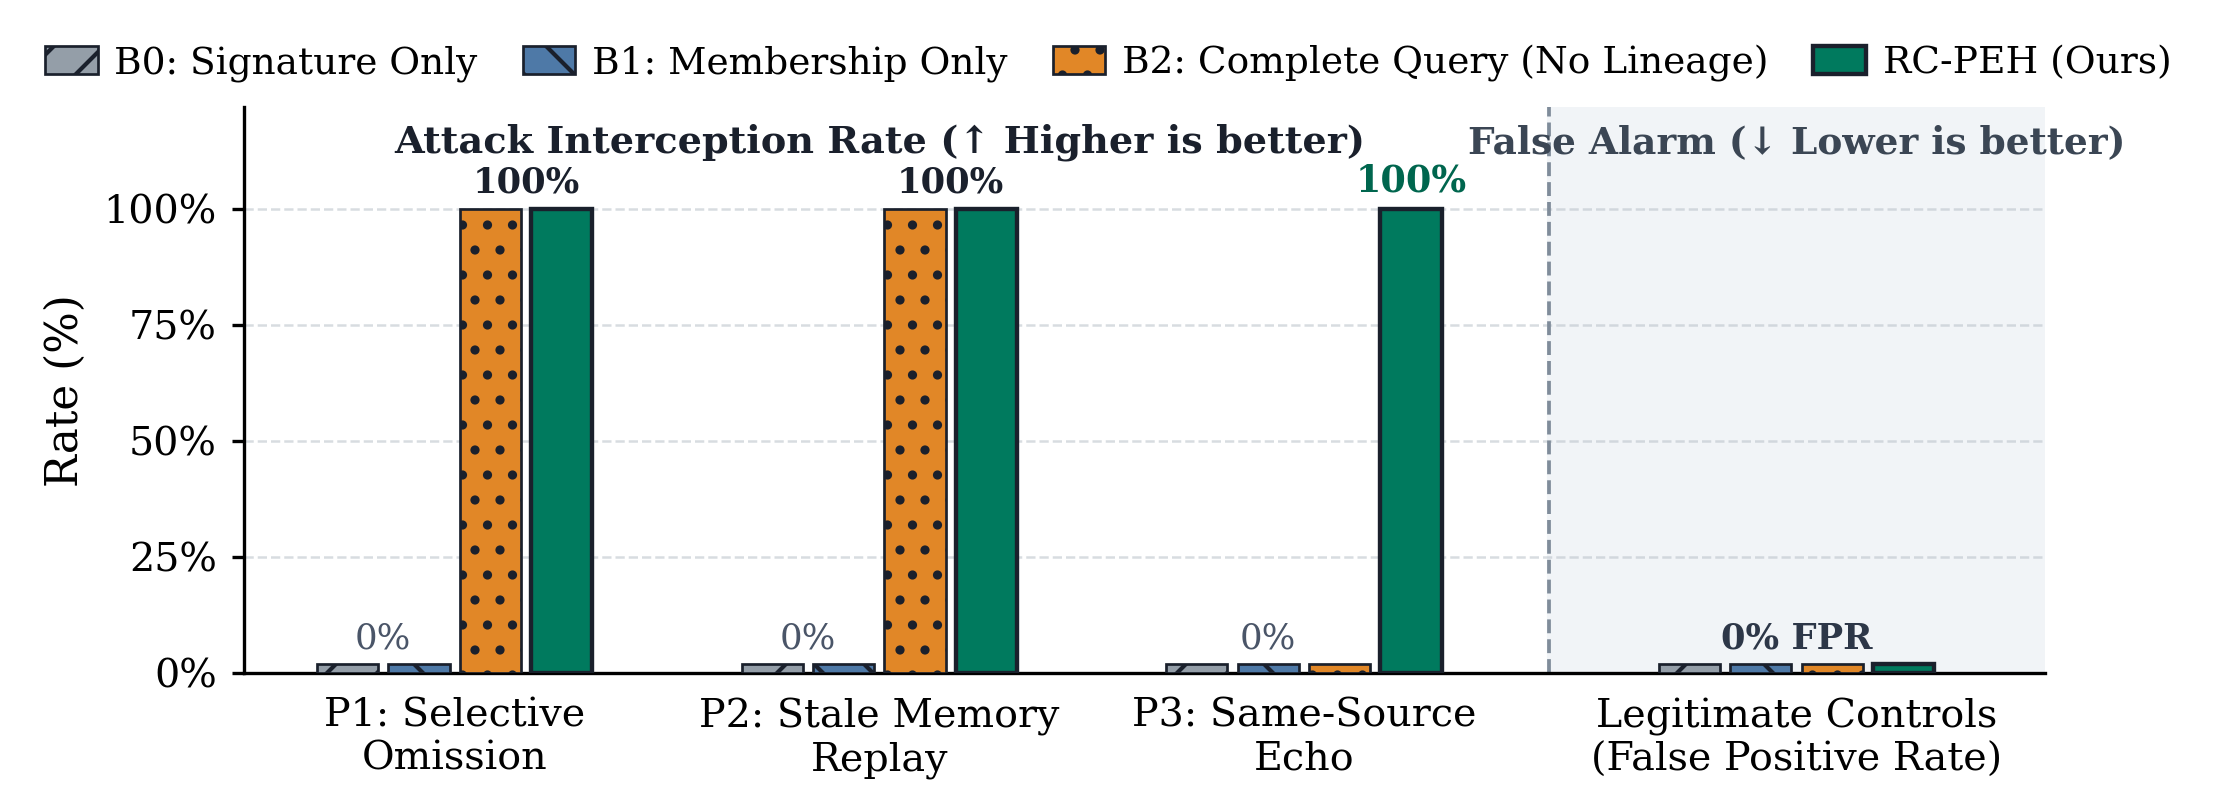 B0: Signature Only B1: Membership Only B2: Complete Query (No Lineage) RC-PEH (Ours)
Attack Interception Rate (↑ Higher is better) False Alarm (↓ Lower is better)
100% 100% 100%
Rate (%)
100%
75%
50%
25%
0%
0% 0% 0% 0% FPR
P1: Selective
Omission
P2: Stale Memory
Replay
P3: Same-Source
Echo
Legitimate Controls
(False Positive Rate)